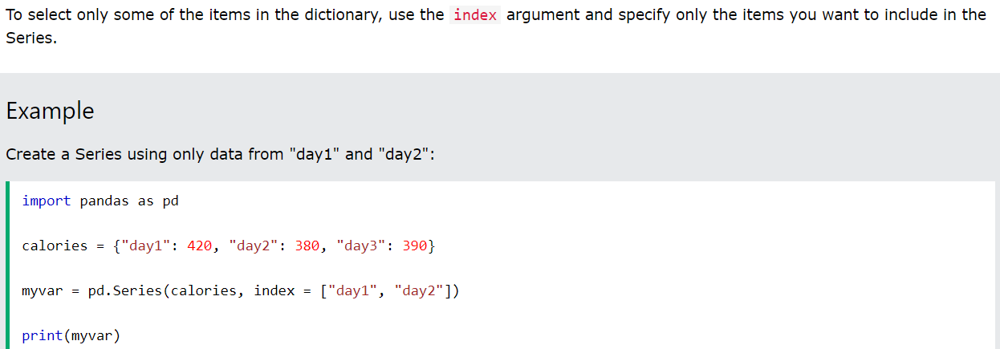 To select only some of the items in the dictionary, use the index argument and specify only the items you want to include in the
Series.
Example
Create a Series using only data from "day1" and "day2":
import pandas as pd
calories = {"day1": 420, "day2": 380, "day3": 390}
myvar = pd.Series(calories, index = ["day1", "day2"])
print(myvar)